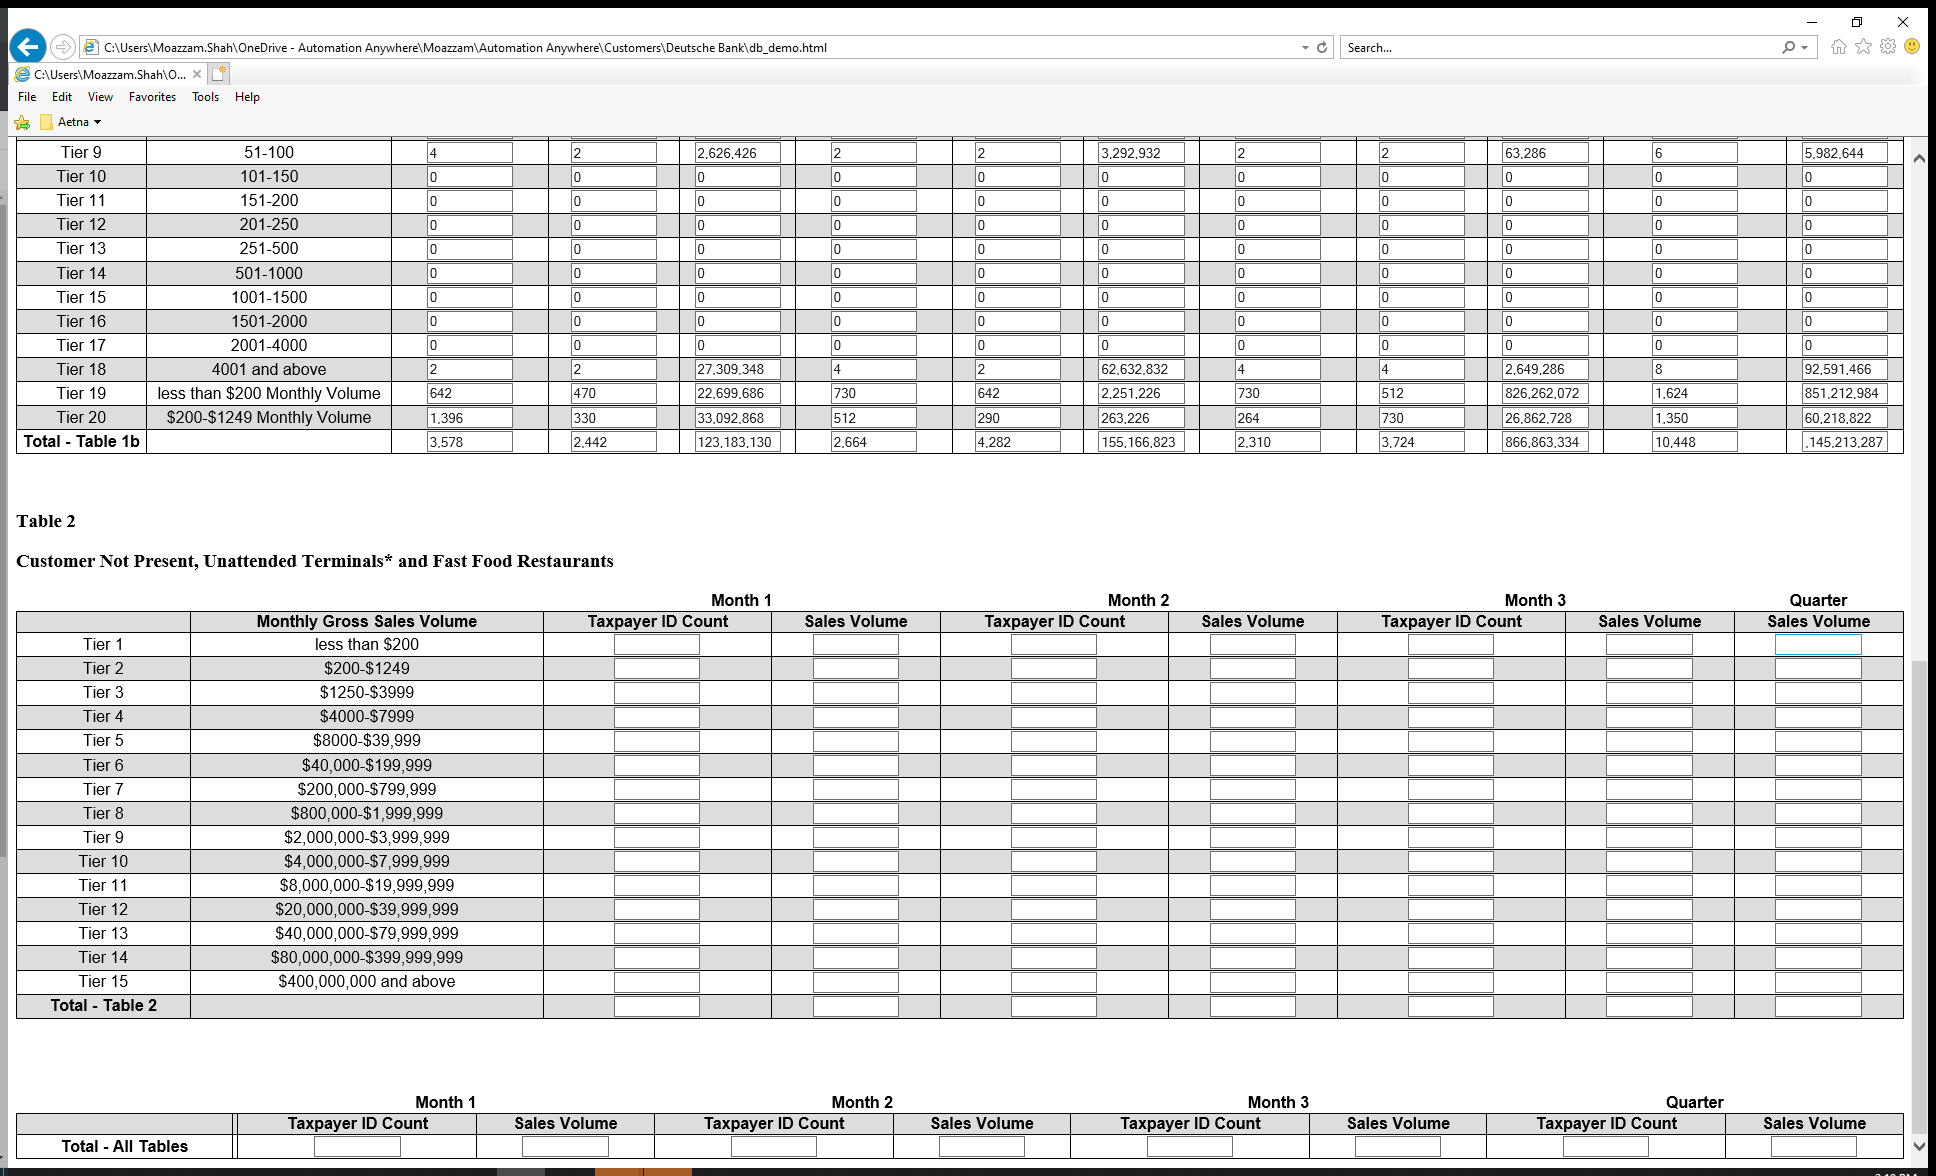 C:\Users\Moazzam.Shah\OneDrive - Automation Anywhere\Moazzam\Automation Anywhere\Customers\Deutsche Bank\db_demo.html
Search...
C:\Users\Moazzam.Shah\O...
File Edit View Favorites Tools Help
Aetna
Tier 9 51-100 4 2 2,626,426 2 2 3,292,932 2 2 63,286 6 5,982,644
Tier 10 101-150 0 0 0 0 0 0 0 0 0 0 0
Tier 11 151-200 0 0 0 0 0 0 0 0 0 0 0
Tier 12 201-250 0 0 0 0 0 0 0 0 0 0 0
Tier 13 251-500 0 0 0 0 0 0 0 0 0 0 0
Tier 14 501-1000 0 0 0 0 0 0 0 0 0 0 0
Tier 15 1001-1500 0 0 0 0 0 0 0 0 0 0 0
Tier 16 1501-2000 0 0 0 0 0 0 0 0 0 0 0
Tier 17 2001-4000 0 0 0 0 0 0 0 0 0 0 0
Tier 18 4001 and above 2 2 27,309,348 4 2 62,632,832 4 4 2,649,286 8 92,591,466
Tier 19 less than $200 Monthly Volume 642 470 22,699,686 730 642 2,251,226 730 512 826,262,072 1,624 851,212,984
Tier 20 $200-$1249 Monthly Volume 1,396 330 33,092,868 512 290 263,226 264 730 26,862,728 1,350 60,218,822
Total - Table 1b 3,578 2,442 123,183,130 2,664 4,282 155,166,823 2,310 3,724 866,863,334 10,448 ,145,213,287
Table 2
Customer Not Present, Unattended Terminals* and Fast Food Restaurants
Month 1 Month 2 Month 3 Quarter
Monthly Gross Sales Volume Taxpayer ID Count Sales Volume Taxpayer ID Count Sales Volume Taxpayer ID Count Sales Volume Sales Volume
Tier 1 less than $200
Tier 2 $200-$1249
Tier 3 $1250-$3999
Tier 4 $4000-$7999
Tier 5 $8000-$39,999
Tier 6 $40,000-$199,999
Tier 7 $200,000-$799,999
Tier 8 $800,000-$1,999,999
Tier 9 $2,000,000-$3,999,999
Tier 10 $4,000,000-$7,999,999
Tier 11 $8,000,000-$19,999,999
Tier 12 $20,000,000-$39,999,999
Tier 13 $40,000,000-$79,999,999
Tier 14 $80,000,000-$399,999,999
Tier 15 $400,000,000 and above
Total - Table 2
Month 1 Month 2 Month 3 Quarter
Taxpayer ID Count Sales Volume Taxpayer ID Count Sales Volume Taxpayer ID Count Sales Volume Taxpayer ID Count Sales Volume
Total - All Tables